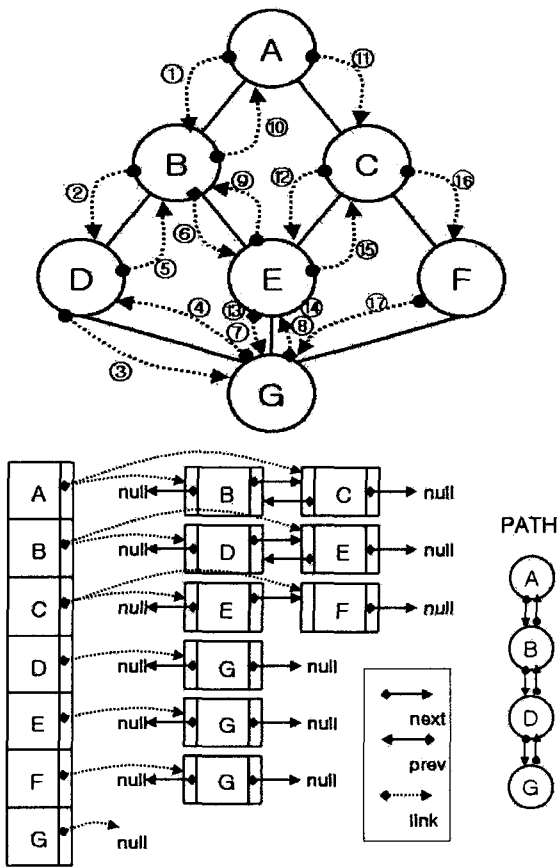 A
① ⑪
⑩
B C
② ⑨ ⑫ ⑯
⑥
⑤ ⑮
D E F
④ ⑬ ⑭ ⑰
⑦ ⑧
③
G
A null B C null
B null D E null
C null E F null
D null G null
E null G null
F null G null
G null
next
prev
link
PATH
A
B
D
G